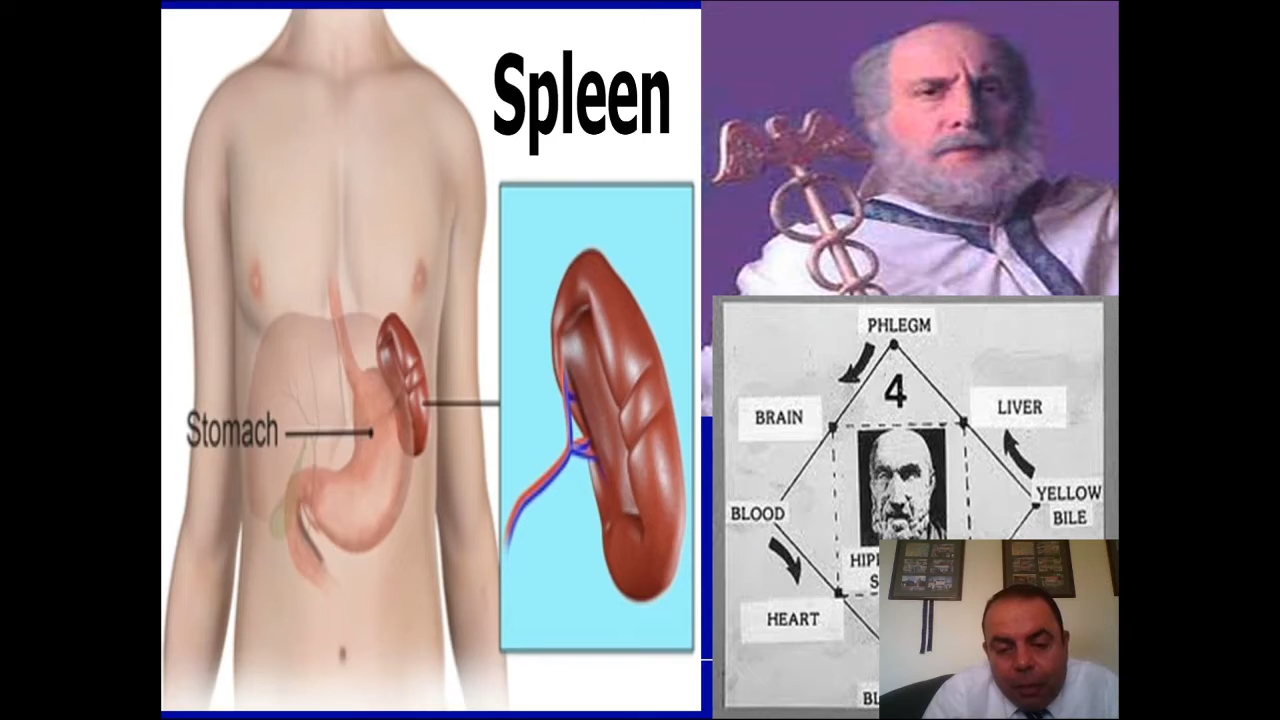 Spleen
Stomach
PHLEGM
4
BRAIN
LIVER
BLOOD
YELLOW
BILE
HEART